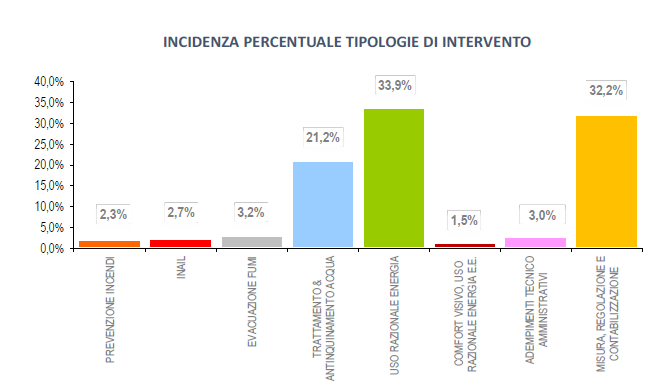 INCIDENZA PERCENTUALE TIPOLOGIE DI INTERVENTO
40,0%
35,0%
30,0%
25,0%
20,0%
15,0%
10,0%
5,0%
0,0%
2,3%
2,7%
3,2%
21,2%
33,9%
1,5%
3,0%
32,2%
PREVENZIONE INCENDI
INAIL
EVACUAZIONE FUMI
TRATTAMENTO &
ANTINQUINAMENTO ACQUA
USO RAZIONALE ENERGIA
COMFORT VISIVO, USO
RAZIONALE ENERGIA E.E.
ADEMPIMENTI TECNICO
AMMINISTRATIVI
MISURA, REGOLAZIONE E
CONTABILIZZAZIONE